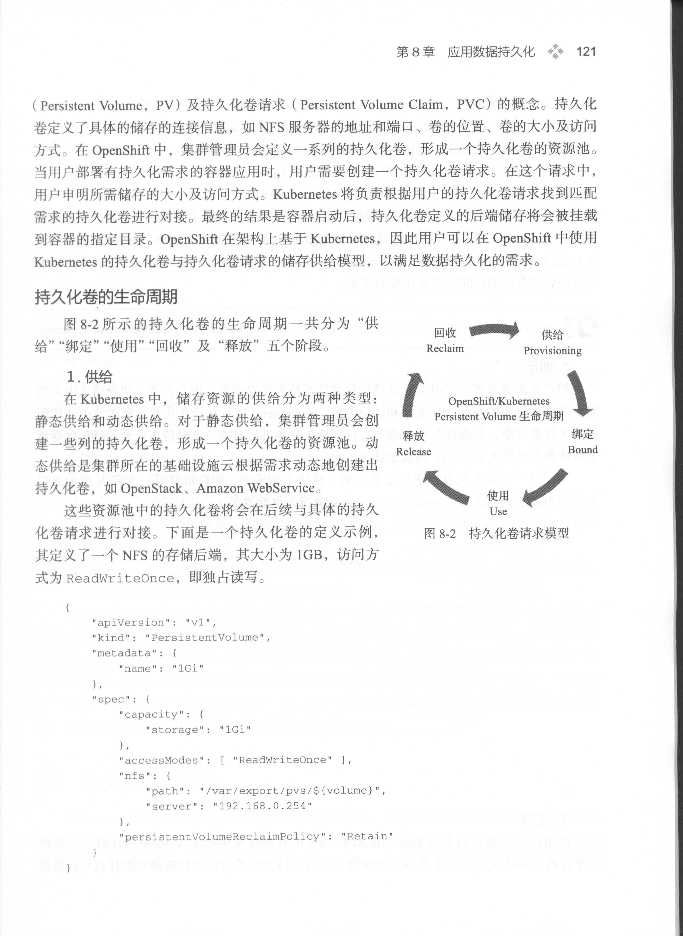 第 8 章 应用数据持久化 121
（Persistent Volume，PV）及持久化卷请求（Persistent Volume Claim，PVC）的概念。持久化
卷定义了具体的储存的连接信息，如 NFS 服务器的地址和端口、卷的位置、卷的大小及访问
方式。在 OpenShift 中，集群管理员会定义一系列的持久化卷，形成一个持久化卷的资源池。
当用户部署有持久化需求的容器应用时，用户需要创建一个持久化卷请求。在这个请求中，
用户申明所需储存的大小及访问方式。Kubernetes 将负责根据用户的持久化卷请求找到匹配
需求的持久化卷进行对接。最终的结果是容器启动后，持久化卷定义的后端储存将会被挂载
到容器的指定目录。OpenShift 在架构上基于 Kubernetes，因此用户可以在 OpenShift 中使用
Kubernetes 的持久化卷与持久化卷请求的储存供给模型，以满足数据持久化的需求。
持久化卷的生命周期
图 8-2 所示的持久化卷的生命周期一共分为“供
给”“绑定”“使用”“回收” 及 “释放” 五个阶段。
1. 供给
在 Kubernetes 中，储存资源的供给分为两种类型：
静态供给和动态供给。对于静态供给，集群管理员会创
建一些列的持久化卷，形成一个持久化卷的资源池。动
态供给是集群所在的基础设施云根据需求动态地创建出
持久化卷，如 OpenStack、Amazon WebService。
这些资源池中的持久化卷将会在后续与具体的持久
化卷请求进行对接。下面是一个持久化卷的定义示例，
其定义了一个 NFS 的存储后端，其大小为 1GB，访问方
式为 ReadWriteOnce，即独占读写。
回收
Reclaim
供给
Provisioning
OpenShift/Kubernetes
Persistent Volume 生命周期
释放
Release
绑定
Bound
使用
Use
图 8-2 持久化卷请求模型
{
"apiVersion": "v1",
"kind": "PersistentVolume",
"metadata": {
"name": "1Gi"
},
"spec": {
"capacity": {
"storage": "1Gi"
},
"accessModes": [ "ReadWriteOnce" ],
"nfs": {
"path": "/var/export/pvs/${volume}",
"server": "192.168.0.254"
},
"persistentVolumeReclaimPolicy": "Retain"
}
}